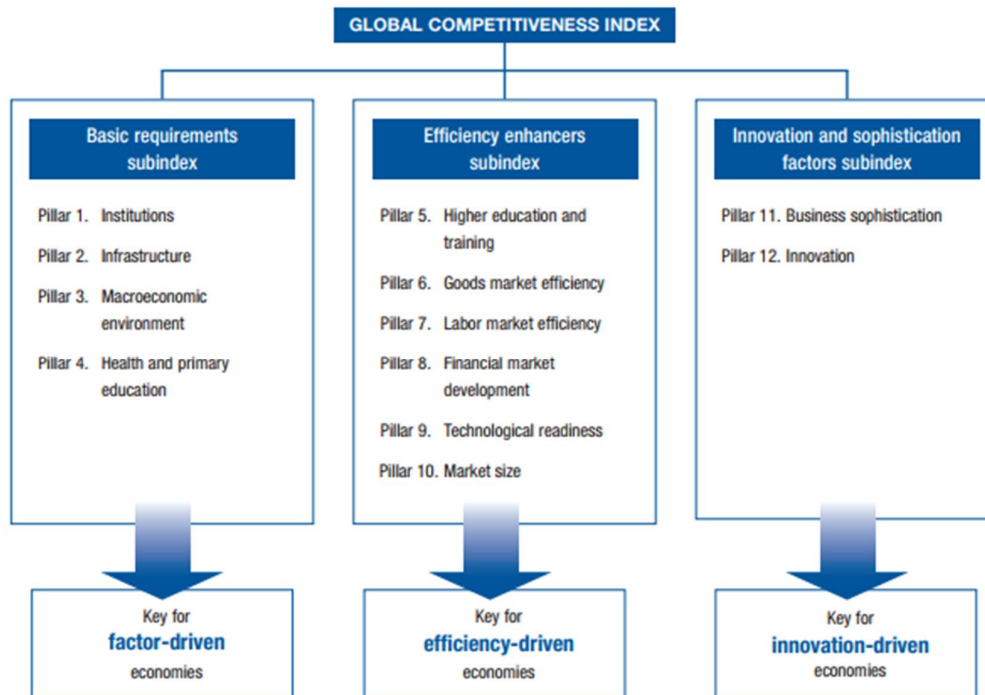 GLOBAL COMPETITIVENESS INDEX
Basic requirements
subindex
Pillar 1. Institutions
Pillar 2. Infrastructure
Pillar 3. Macroeconomic
environment
Pillar 4. Health and primary
education
Key for
factor-driven
economies
Efficiency enhancers
subindex
Pillar 5. Higher education and
training
Pillar 6. Goods market efficiency
Pillar 7. Labor market efficiency
Pillar 8. Financial market
development
Pillar 9. Technological readiness
Pillar 10. Market size
Key for
efficiency-driven
economies
Innovation and sophistication
factors subindex
Pillar 11. Business sophistication
Pillar 12. Innovation
Key for
innovation-driven
economies